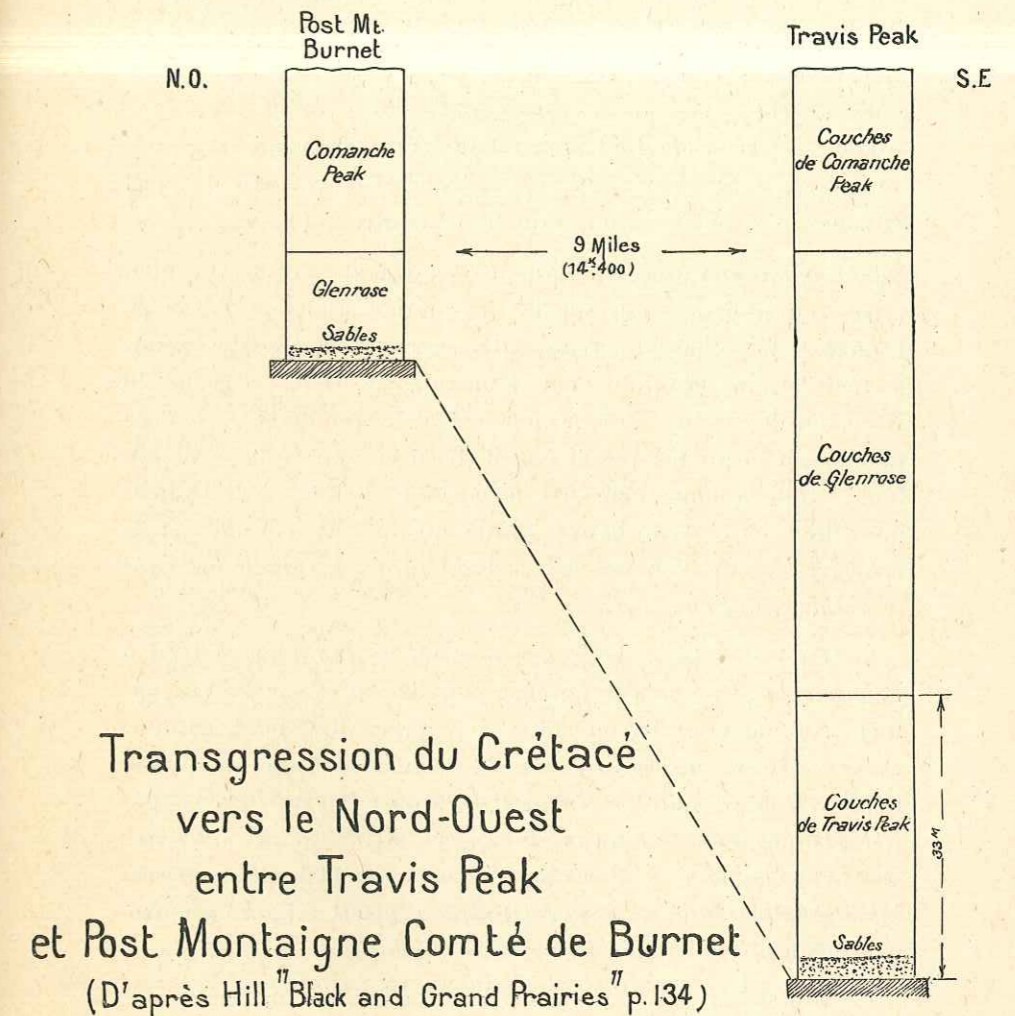 Post Mt.
Burnet
Travis Peak
N.O.
S.E
Comanche
Peak
Couches
de Comanche
Peak
9 Miles
(14ᴷ.400)
Glenrose
Sables
Couches
de Glenrose
Couches
de Travis Peak
33ᴹ
Sables
Transgression du Crétacé
vers le Nord-Ouest
entre Travis Peak
et Post Montaigne Comté de Burnet
(D'après Hill "Black and Grand Prairies" p.134)